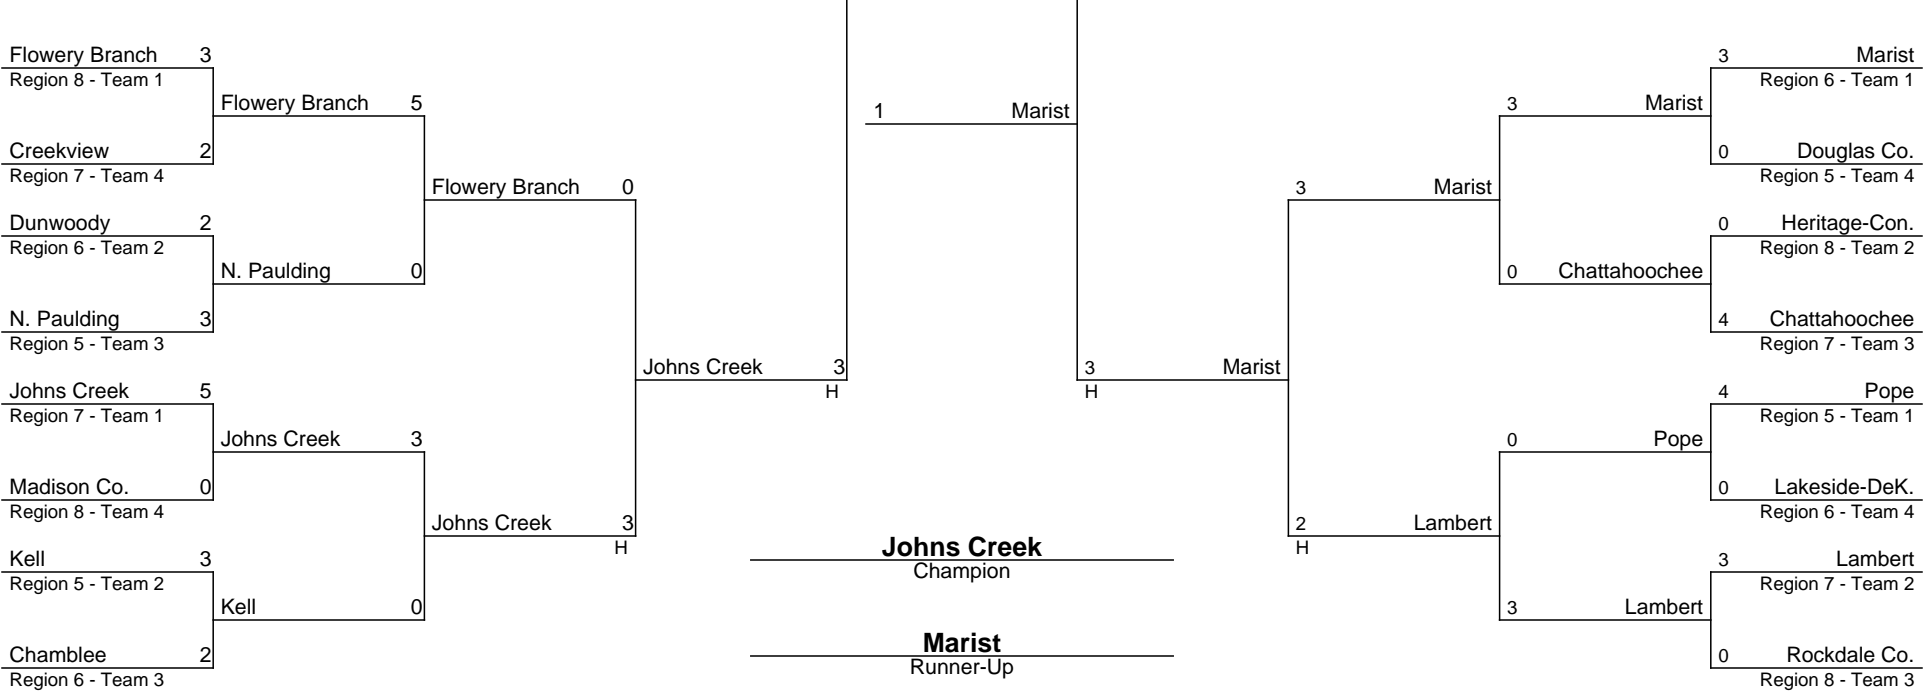 Flowery Branch 3
Region 8 - Team 1
Flowery Branch 5
Creekview 2
Region 7 - Team 4
Flowery Branch 0
Dunwoody 2
Region 6 - Team 2
N. Paulding 0
N. Paulding 3
Region 5 - Team 3
Johns Creek 3
H
Johns Creek 5
Region 7 - Team 1
Johns Creek 3
Madison Co. 0
Region 8 - Team 4
Johns Creek 3
H
Kell 3
Region 5 - Team 2
Kell 0
Chamblee 2
Region 6 - Team 3
1 Marist
Johns Creek
Champion
Marist
Runner-Up
3 Marist
Region 6 - Team 1
3 Marist
0 Douglas Co.
Region 5 - Team 4
3 Marist
0 Heritage-Con.
Region 8 - Team 2
0 Chattahoochee
4 Chattahoochee
Region 7 - Team 3
3 Marist
H
4 Pope
Region 5 - Team 1
0 Pope
0 Lakeside-DeK.
Region 6 - Team 4
2 Lambert
H
3 Lambert
Region 7 - Team 2
3 Lambert
0 Rockdale Co.
Region 8 - Team 3